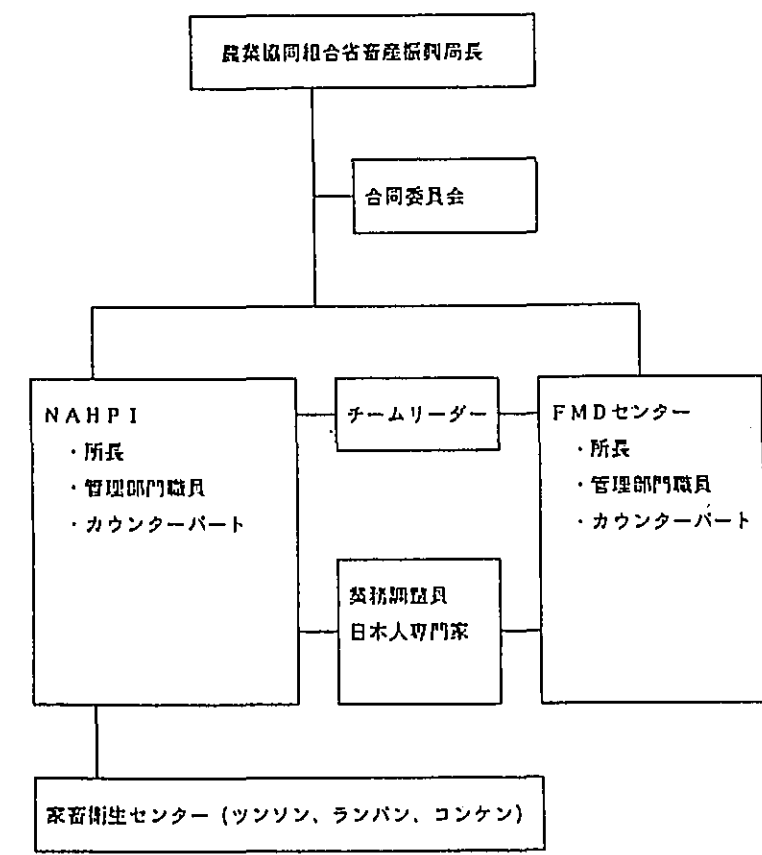 農業協同組合省畜産振興局長
合同委員会
NAHPI
・所長
・管理部門職員
・カウンターパート
チームリーダー
FMDセンター
・所長
・管理部門職員
・カウンターパート
業務調整員
日本人専門家
家畜衛生センター (ツンソン、ランパン、コンケン)